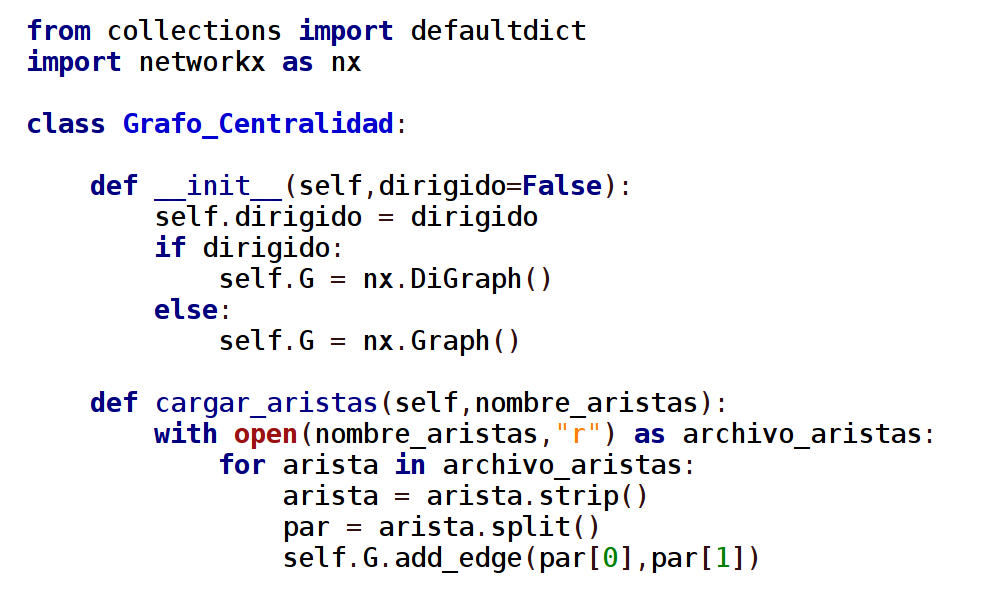 from collections import defaultdict
import networkx as nx

class Grafo_Centralidad:

    def __init__(self,dirigido=False):
        self.dirigido = dirigido
        if dirigido:
            self.G = nx.DiGraph()
        else:
            self.G = nx.Graph()

    def cargar_aristas(self,nombre_aristas):
        with open(nombre_aristas,"r") as archivo_aristas:
            for arista in archivo_aristas:
                arista = arista.strip()
                par = arista.split()
                self.G.add_edge(par[0],par[1])